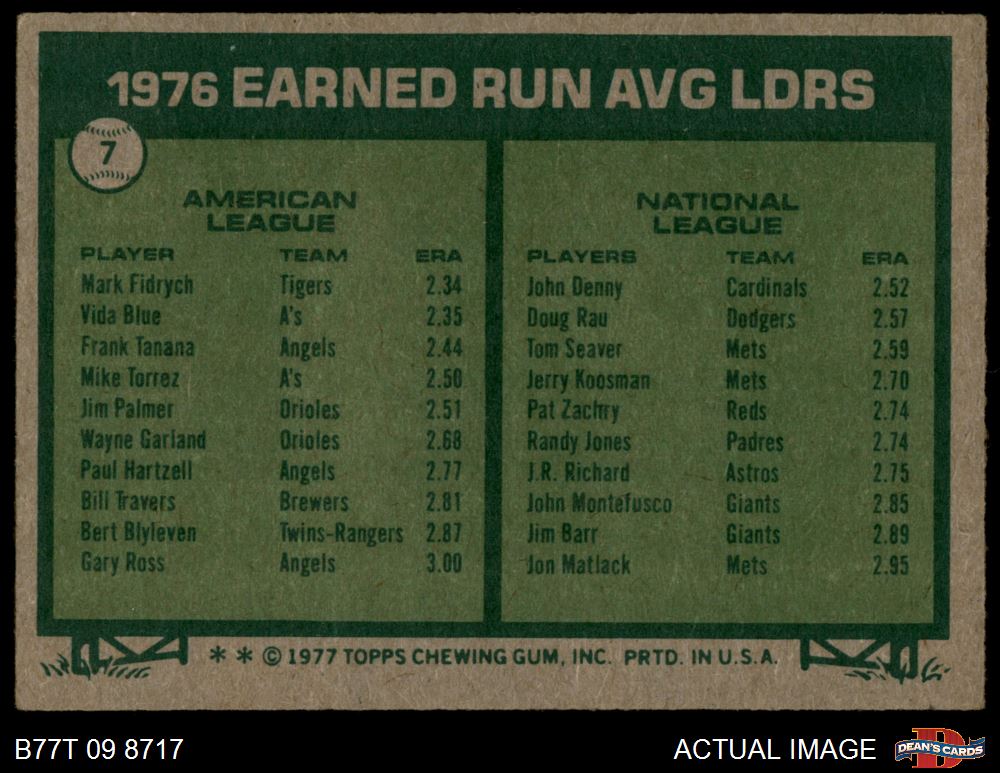 1976 EARNED RUN AVG LDRS
7
AMERICAN
LEAGUE
PLAYER TEAM ERA
Mark Fidrych Tigers 2.34
Vida Blue A's 2.35
Frank Tanana Angels 2.44
Mike Torrez A's 2.50
Jim Palmer Orioles 2.51
Wayne Garland Orioles 2.68
Paul Hartzell Angels 2.77
Bill Travers Brewers 2.81
Bert Blyleven Twins-Rangers 2.87
Gary Ross Angels 3.00
NATIONAL
LEAGUE
PLAYERS TEAM ERA
John Denny Cardinals 2.52
Doug Rau Dodgers 2.57
Tom Seaver Mets 2.59
Jerry Koosman Mets 2.70
Pat Zachry Reds 2.74
Randy Jones Padres 2.74
J.R. Richard Astros 2.75
John Montefusco Giants 2.85
Jim Barr Giants 2.89
Jon Matlack Mets 2.95
* * © 1977 TOPPS CHEWING GUM, INC. PRTD. IN U.S.A.
B77T 09 8717 ACTUAL IMAGE
D
DEAN'S CARDS